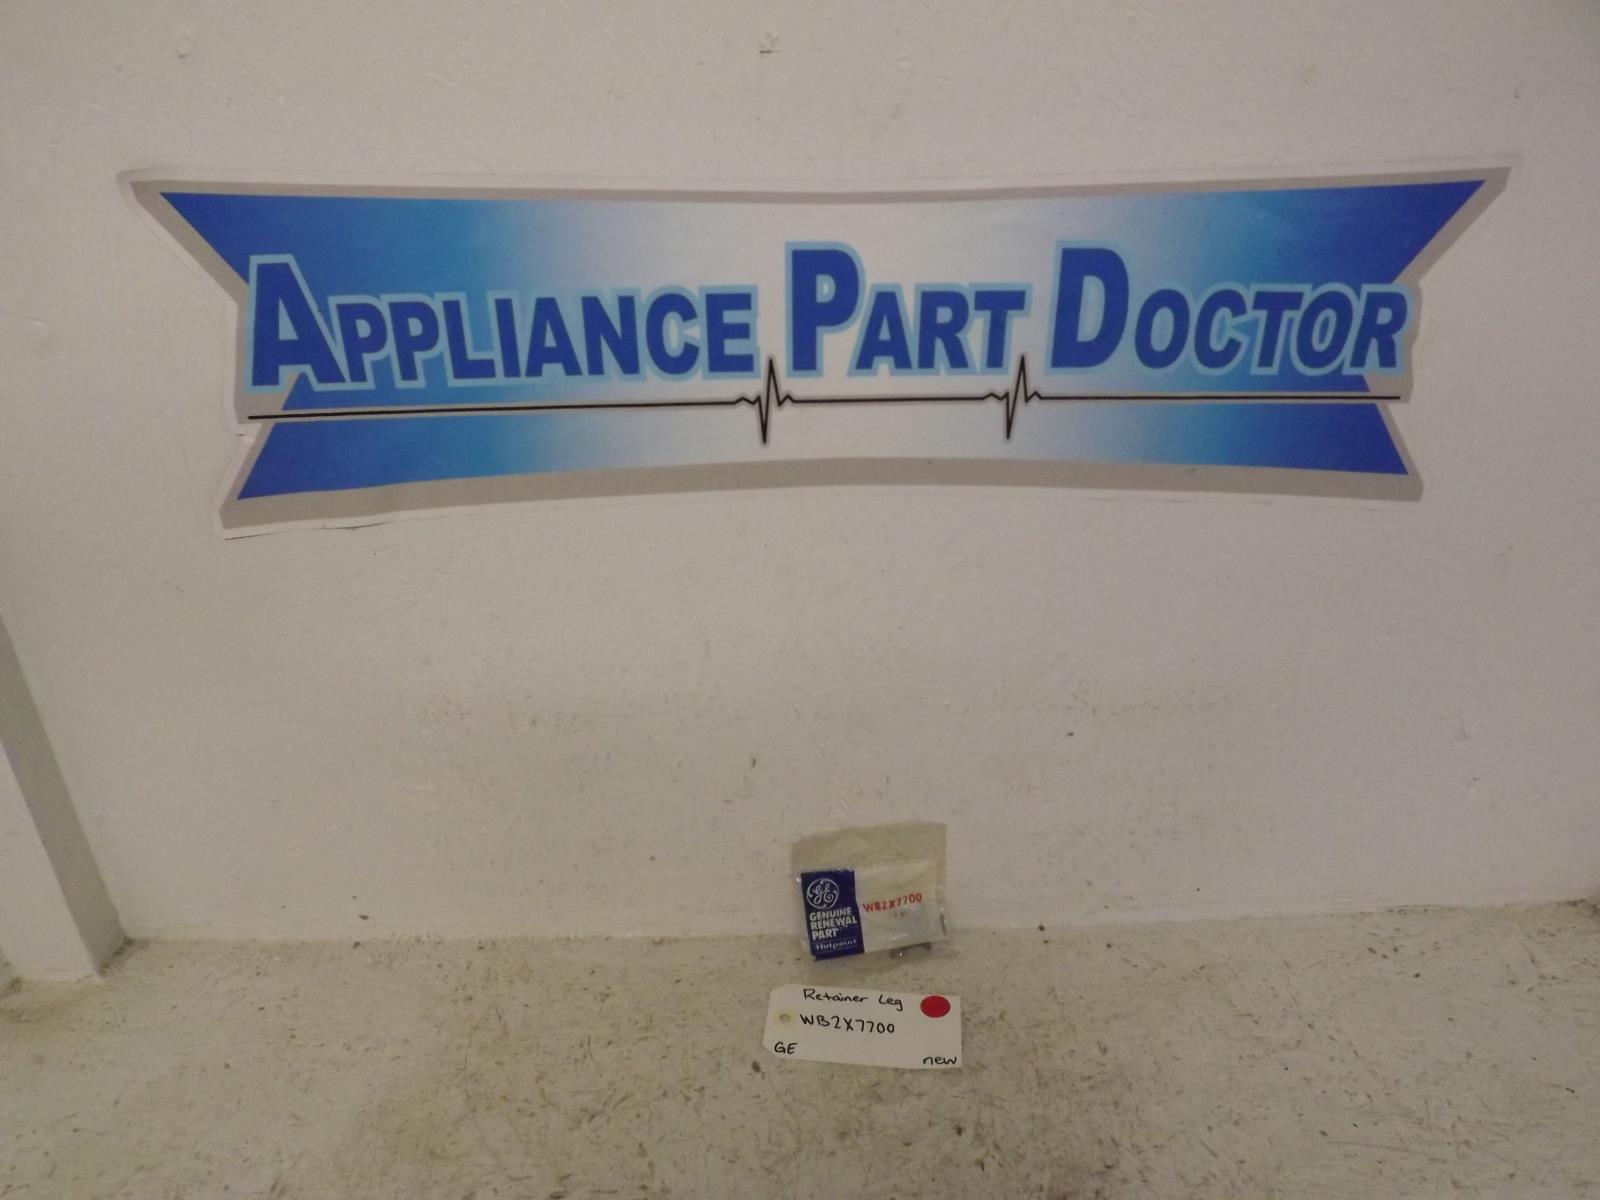 APPLIANCE PART DOCTOR
GE
GENUINE
RENEWAL
PART
Hotpoint
WB2X7700
Retainer Leg
WB2X7700
GE
new